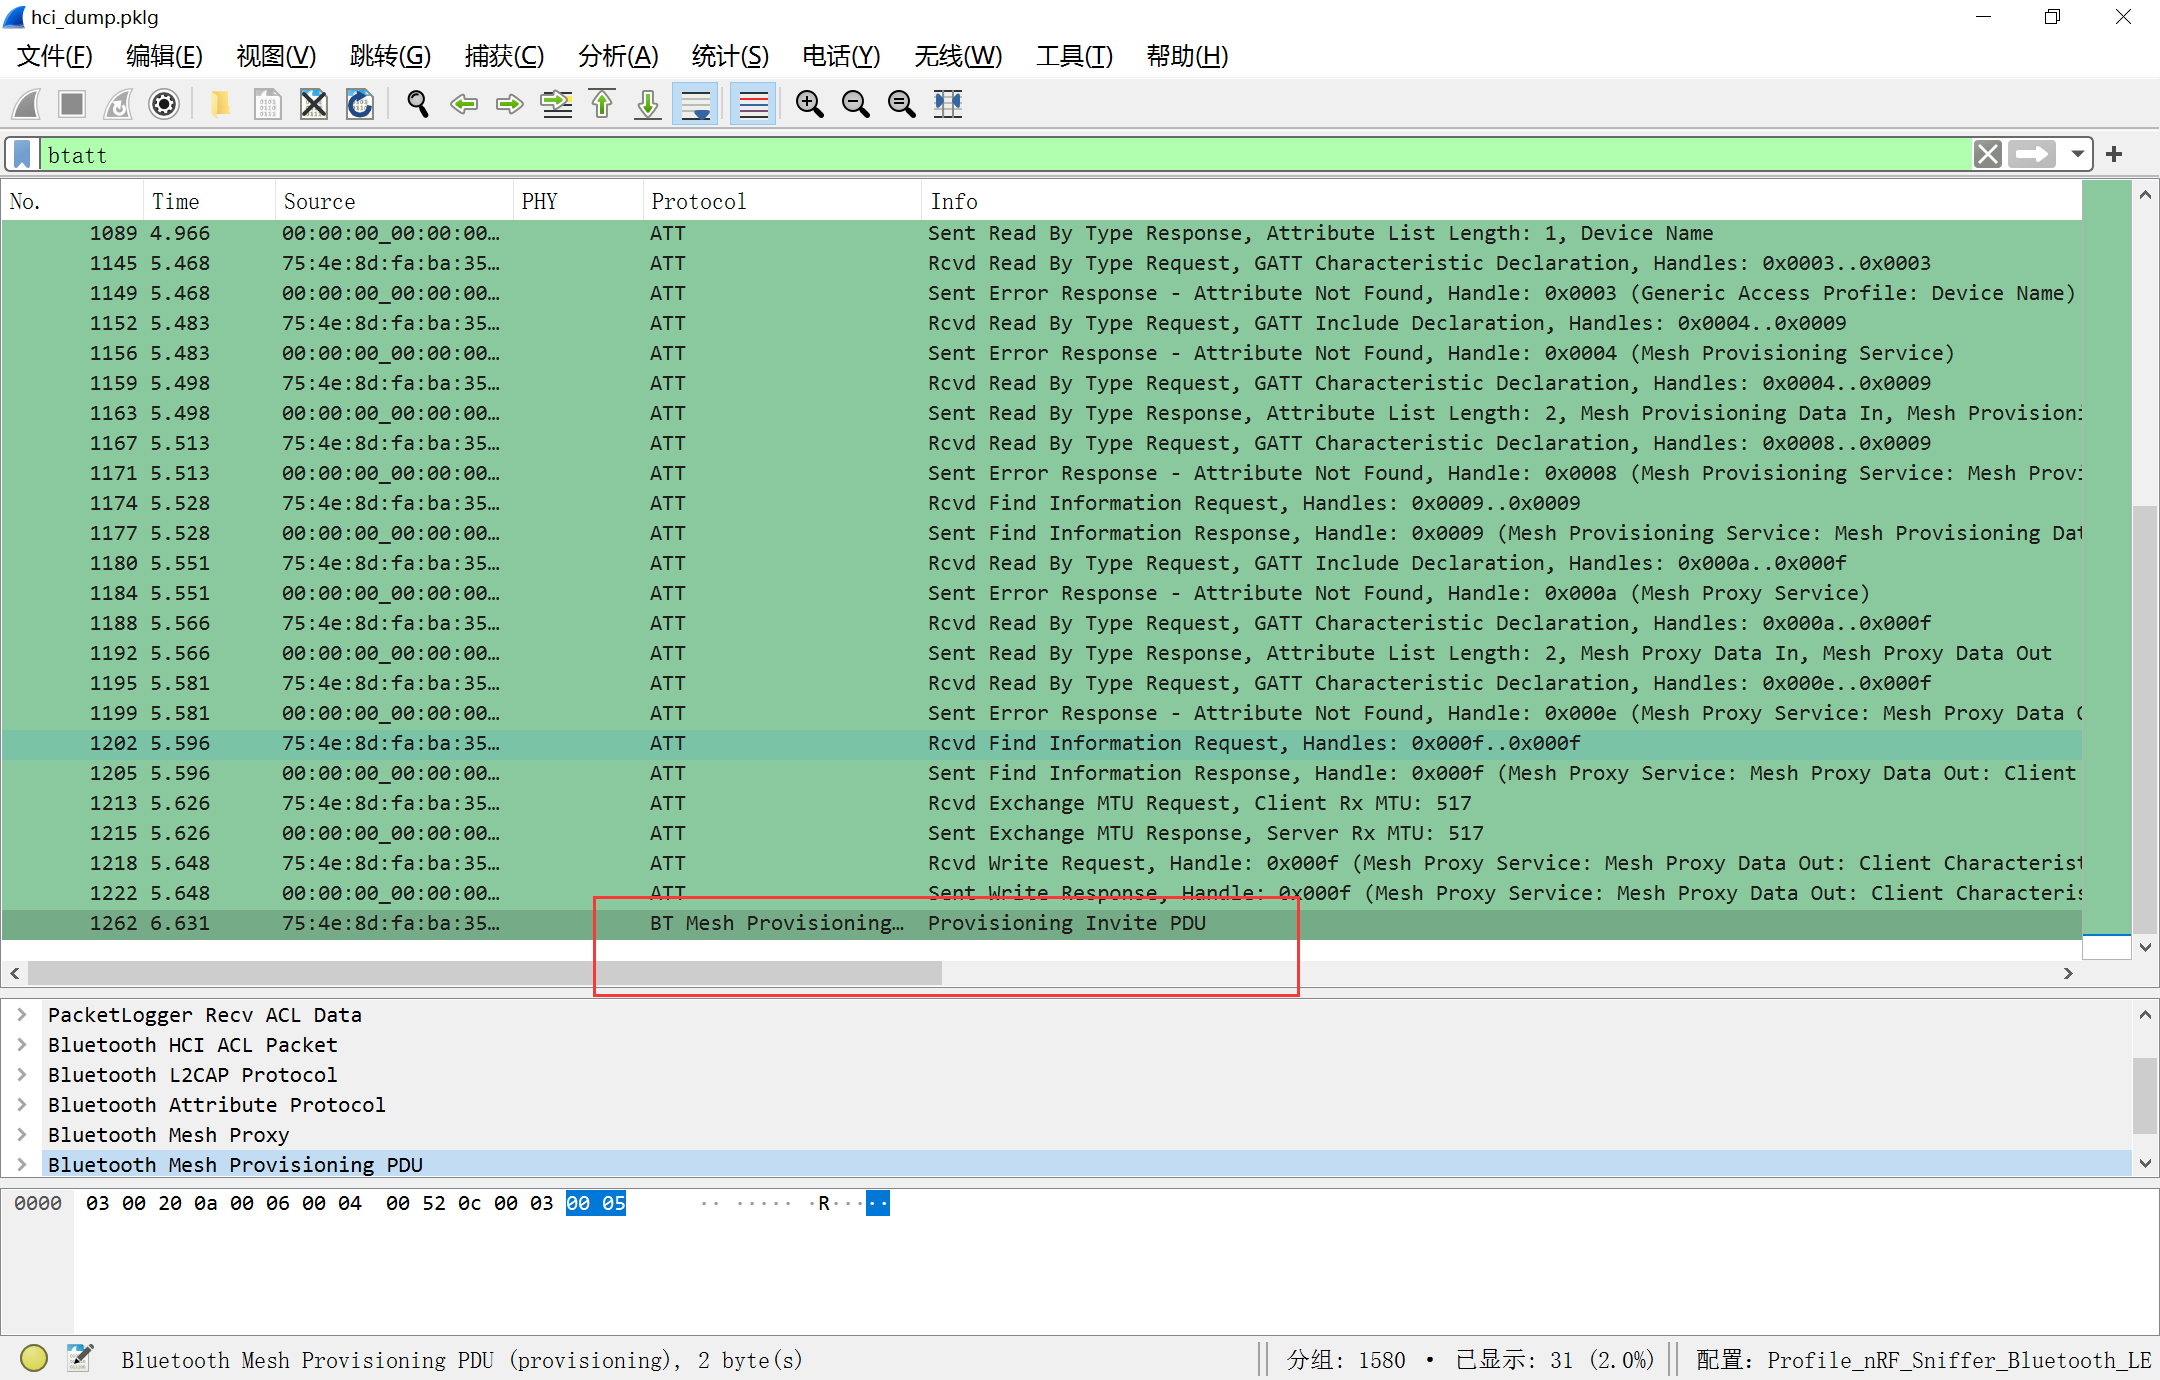 hci_dump.pklg
文件(F) 编辑(E) 视图(V) 跳转(G) 捕获(C) 分析(A) 统计(S) 电话(Y) 无线(W) 工具(T) 帮助(H)
btatt
No. Time Source PHY Protocol Info
1089 4.966 00:00:00_00:00:00… ATT Sent Read By Type Response, Attribute List Length: 1, Device Name
1145 5.468 75:4e:8d:fa:ba:35… ATT Rcvd Read By Type Request, GATT Characteristic Declaration, Handles: 0x0003..0x0003
1149 5.468 00:00:00_00:00:00… ATT Sent Error Response - Attribute Not Found, Handle: 0x0003 (Generic Access Profile: Device Name)
1152 5.483 75:4e:8d:fa:ba:35… ATT Rcvd Read By Type Request, GATT Include Declaration, Handles: 0x0004..0x0009
1156 5.483 00:00:00_00:00:00… ATT Sent Error Response - Attribute Not Found, Handle: 0x0004 (Mesh Provisioning Service)
1159 5.498 75:4e:8d:fa:ba:35… ATT Rcvd Read By Type Request, GATT Characteristic Declaration, Handles: 0x0004..0x0009
1163 5.498 00:00:00_00:00:00… ATT Sent Read By Type Response, Attribute List Length: 2, Mesh Provisioning Data In, Mesh Provisioni
1167 5.513 75:4e:8d:fa:ba:35… ATT Rcvd Read By Type Request, GATT Characteristic Declaration, Handles: 0x0008..0x0009
1171 5.513 00:00:00_00:00:00… ATT Sent Error Response - Attribute Not Found, Handle: 0x0008 (Mesh Provisioning Service: Mesh Provi
1174 5.528 75:4e:8d:fa:ba:35… ATT Rcvd Find Information Request, Handles: 0x0009..0x0009
1177 5.528 00:00:00_00:00:00… ATT Sent Find Information Response, Handle: 0x0009 (Mesh Provisioning Service: Mesh Provisioning Dat
1180 5.551 75:4e:8d:fa:ba:35… ATT Rcvd Read By Type Request, GATT Include Declaration, Handles: 0x000a..0x000f
1184 5.551 00:00:00_00:00:00… ATT Sent Error Response - Attribute Not Found, Handle: 0x000a (Mesh Proxy Service)
1188 5.566 75:4e:8d:fa:ba:35… ATT Rcvd Read By Type Request, GATT Characteristic Declaration, Handles: 0x000a..0x000f
1192 5.566 00:00:00_00:00:00… ATT Sent Read By Type Response, Attribute List Length: 2, Mesh Proxy Data In, Mesh Proxy Data Out
1195 5.581 75:4e:8d:fa:ba:35… ATT Rcvd Read By Type Request, GATT Characteristic Declaration, Handles: 0x000e..0x000f
1199 5.581 00:00:00_00:00:00… ATT Sent Error Response - Attribute Not Found, Handle: 0x000e (Mesh Proxy Service: Mesh Proxy Data O
1202 5.596 75:4e:8d:fa:ba:35… ATT Rcvd Find Information Request, Handles: 0x000f..0x000f
1205 5.596 00:00:00_00:00:00… ATT Sent Find Information Response, Handle: 0x000f (Mesh Proxy Service: Mesh Proxy Data Out: Client
1213 5.626 75:4e:8d:fa:ba:35… ATT Rcvd Exchange MTU Request, Client Rx MTU: 517
1215 5.626 00:00:00_00:00:00… ATT Sent Exchange MTU Response, Server Rx MTU: 517
1218 5.648 75:4e:8d:fa:ba:35… ATT Rcvd Write Request, Handle: 0x000f (Mesh Proxy Service: Mesh Proxy Data Out: Client Characterist
1222 5.648 00:00:00_00:00:00… ATT Sent Write Response, Handle: 0x000f (Mesh Proxy Service: Mesh Proxy Data Out: Client Characteris
1262 6.631 75:4e:8d:fa:ba:35… BT Mesh Provisioning… Provisioning Invite PDU
PacketLogger Recv ACL Data
Bluetooth HCI ACL Packet
Bluetooth L2CAP Protocol
Bluetooth Attribute Protocol
Bluetooth Mesh Proxy
Bluetooth Mesh Provisioning PDU
0000 03 00 20 0a 00 06 00 04 00 52 0c 00 03 00 05 ·· ····· ·R·····
Bluetooth Mesh Provisioning PDU (provisioning), 2 byte(s) 分组: 1580 · 已显示: 31 (2.0%) 配置: Profile_nRF_Sniffer_Bluetooth_LE